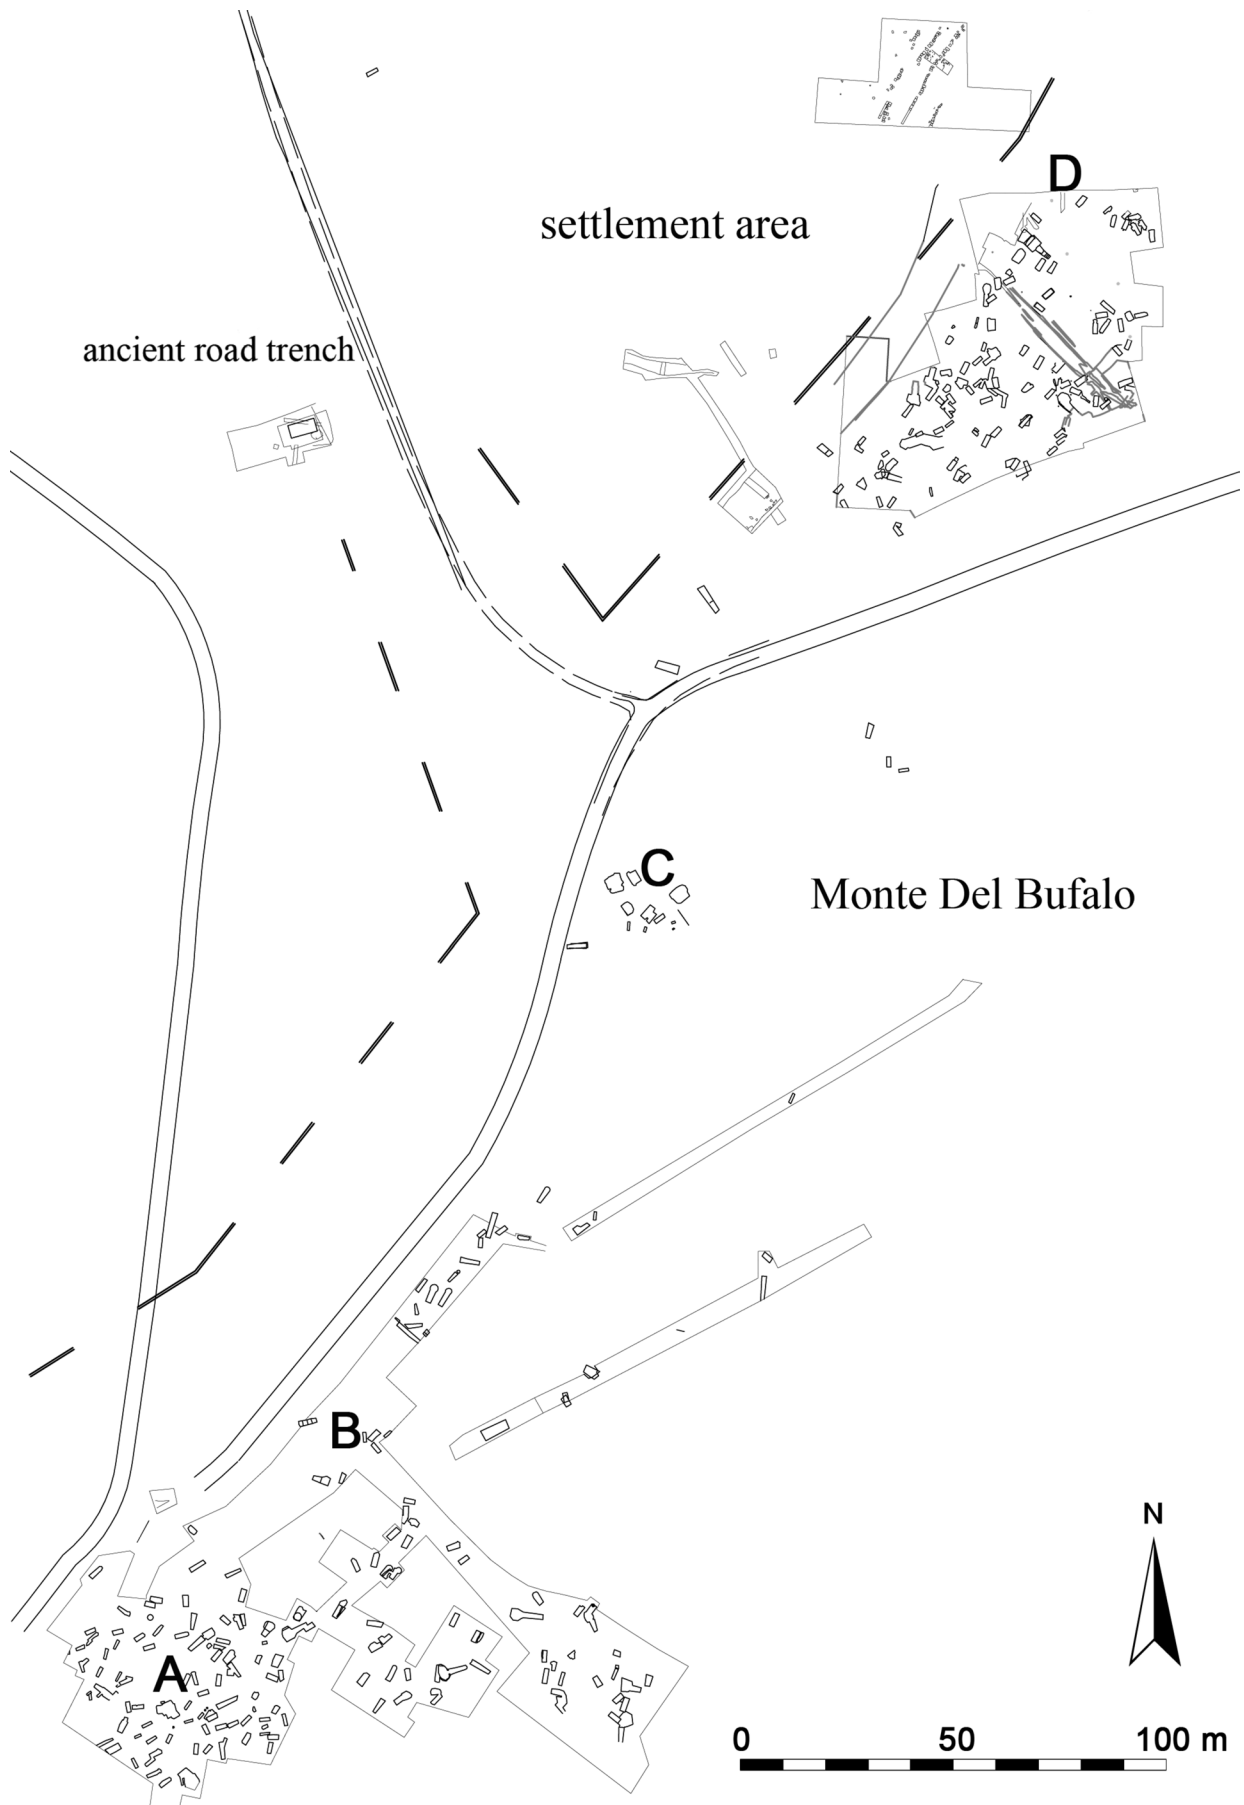 D
settlement area
ancient road trench
C
Monte Del Bufalo
B
N
A
0 50 100 m